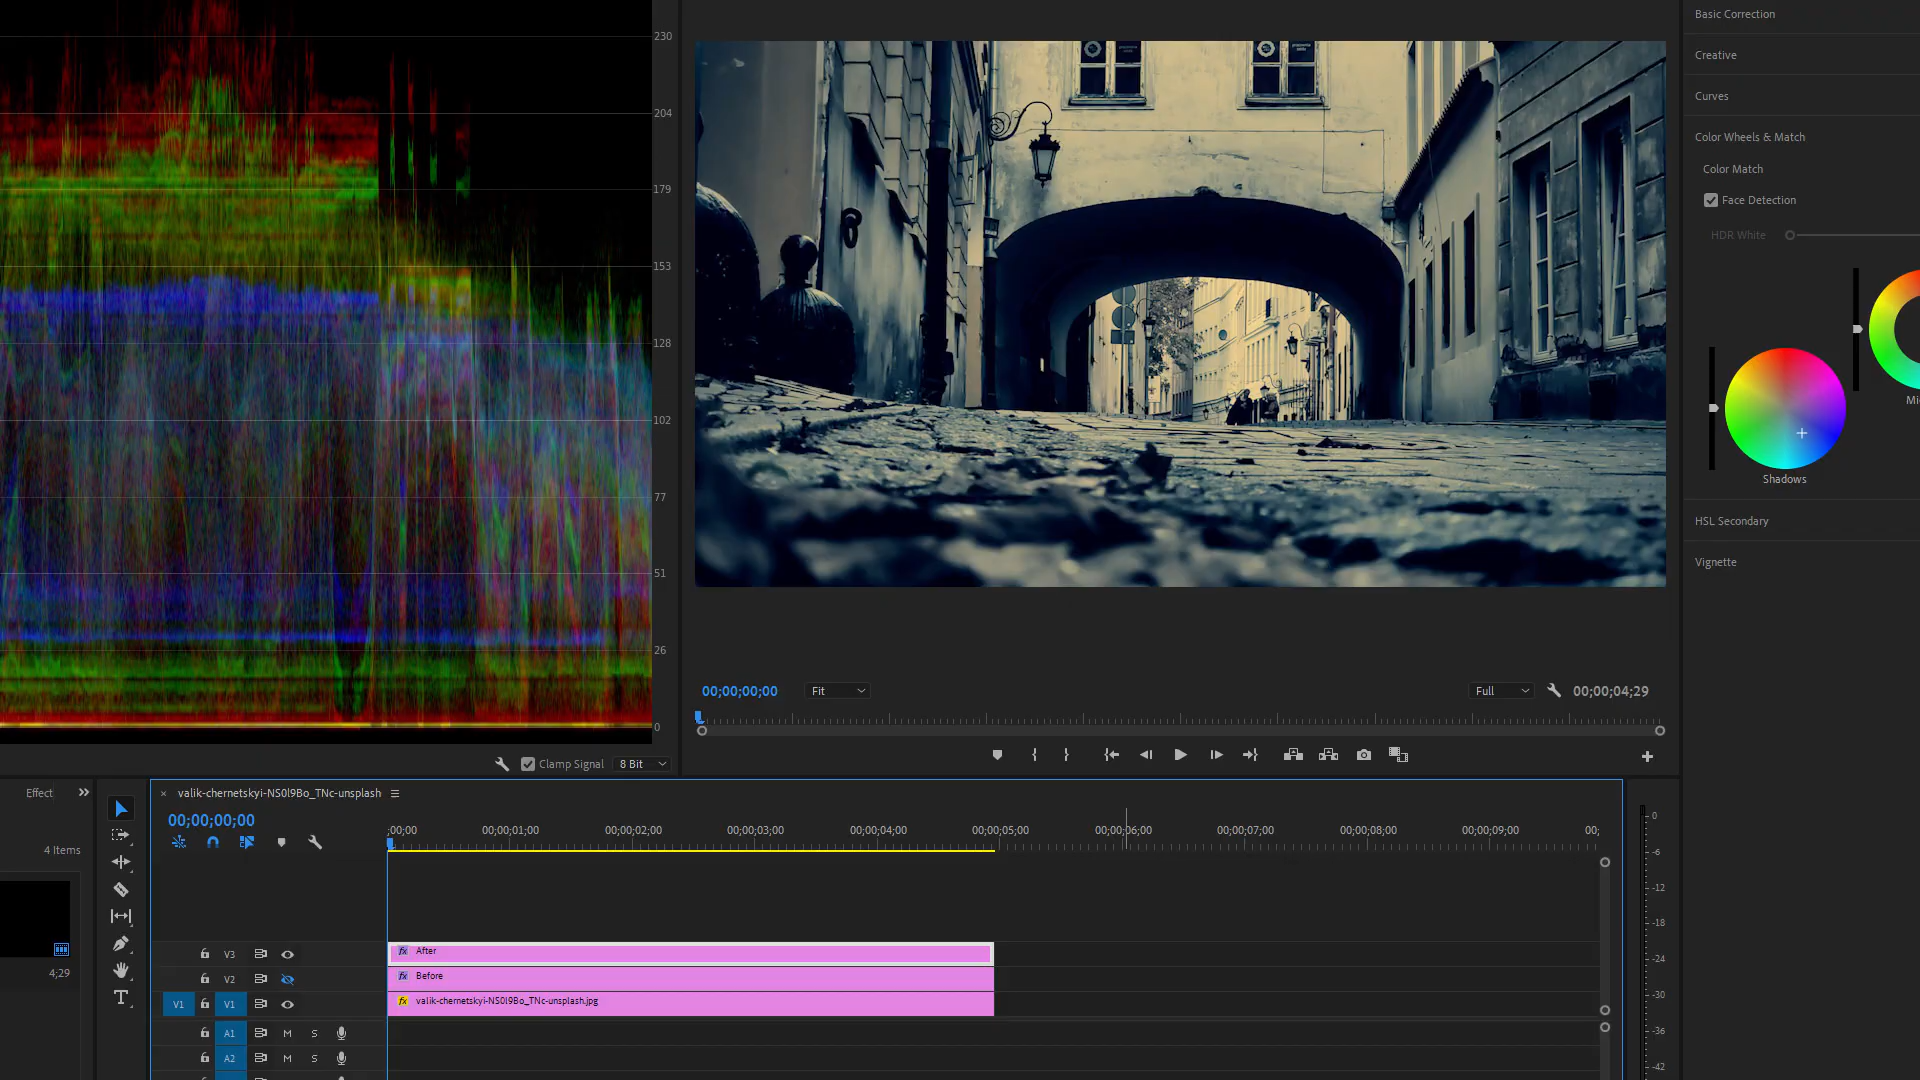 230
204
179
153
128
102
77
51
26
0
Clamp Signal
8 Bit
00;00;00;00
Fit
Full
00;00;04;29
Basic Correction
Creative
Curves
Color Wheels & Match
Color Match
Face Detection
HDR White
Mi
Shadows
HSL Secondary
Vignette
Effect
4 Items
4;29
valik-chernetskyi-NS0l9Bo_TNc-unsplash
00;00;00;00
;00;00
00;00;01;00
00;00;02;00
00;00;03;00
00;00;04;00
00;00;05;00
00;00;06;00
00;00;07;00
00;00;08;00
00;00;09;00
00;
V3
fx After
V2
fx Before
V1
V1
fx valik-chernetskyi-NS0l9Bo_TNc-unsplash.jpg
A1
M
S
A2
M
S
0
-6
-12
-18
-24
-30
-36
-42